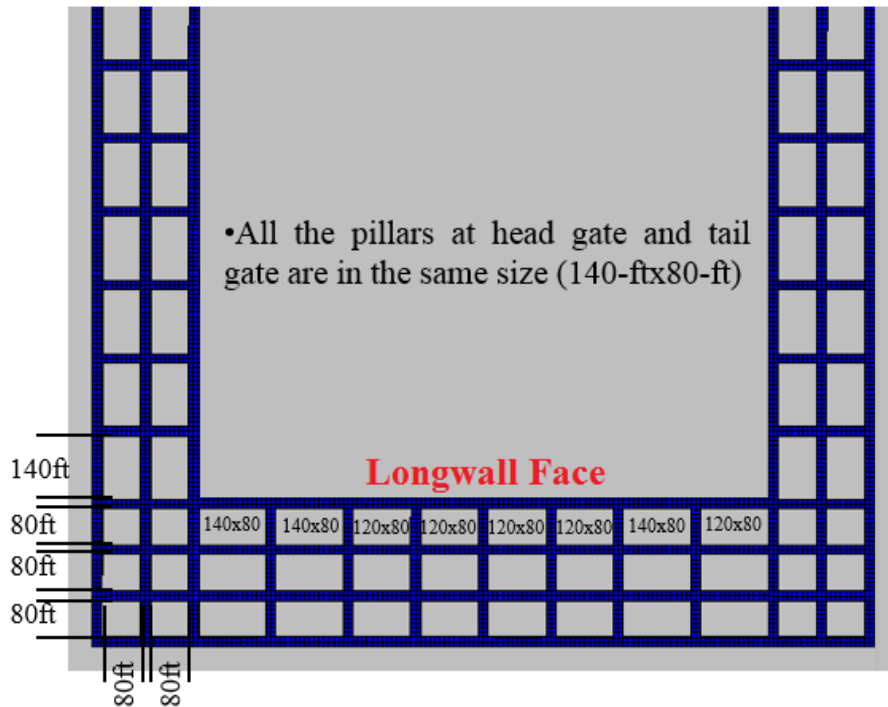 •All the pillars at head gate and tail
gate are in the same size (140-ftx80-ft)
Longwall Face
140ft
80ft
140x80 140x80 120x80 120x80 120x80 120x80 140x80 120x80
80ft
80ft
80ft 80ft